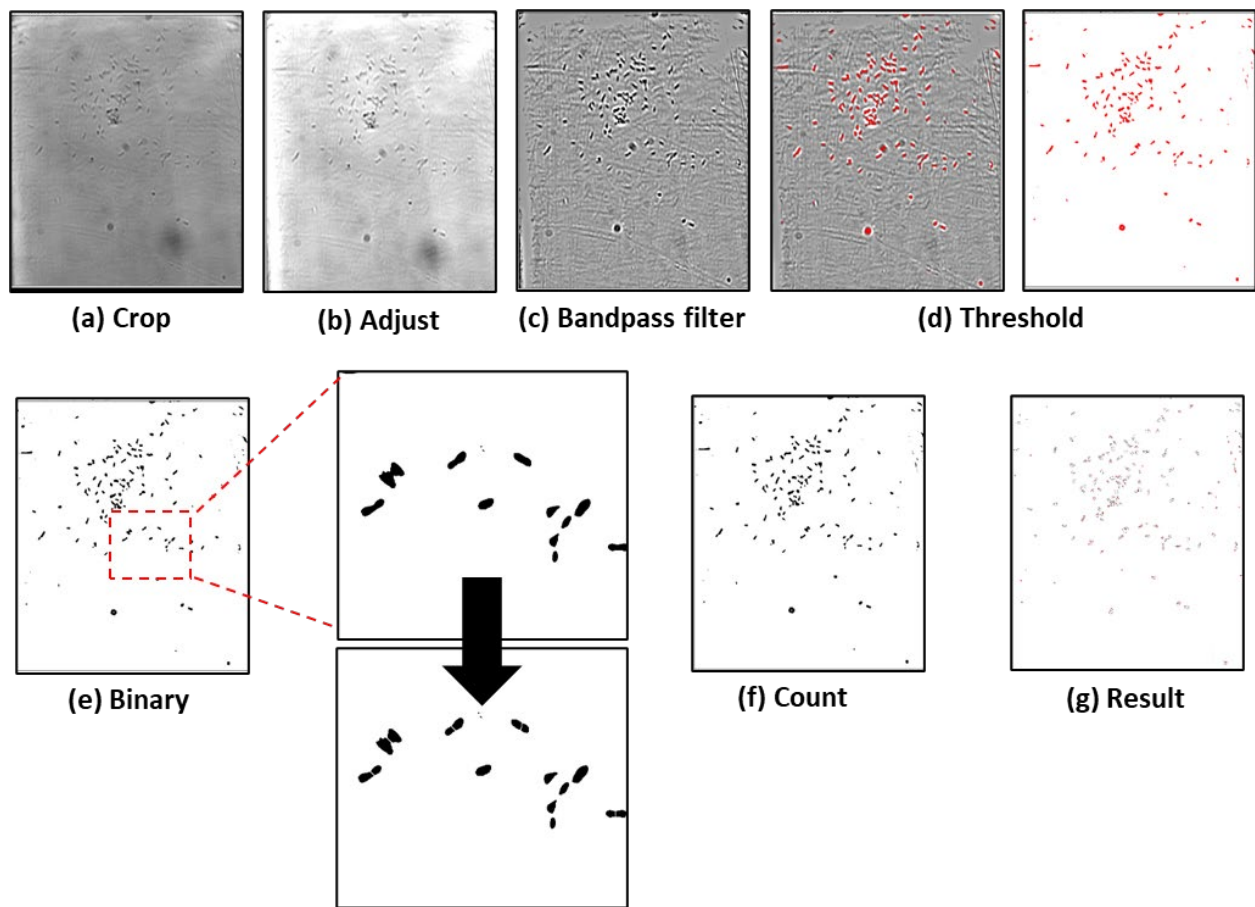 (a) Crop
(b) Adjust
(c) Bandpass filter
(d) Threshold
(e) Binary
(f) Count
(g) Result